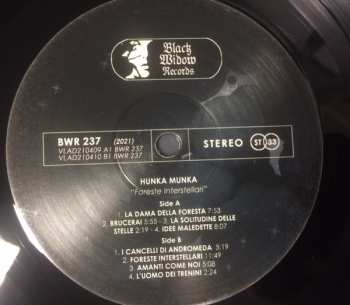 Black
Widow
Records
BWR 237 (2021)
VLAD210409 A1 BWR 237
VLAD210410 B1 BWR 237
STEREO ST 33
HUNKA MUNKA
"Foreste Interstellari"
Side A
1. LA DAMA DELLA FORESTA 7:53
2. BRUCERAI 5:55 - 3. LA SOLITUDINE DELLE
STELLE 2:19 - 4. IDEE MALEDETTE 8:07
Side B
1. I CANCELLI DI ANDROMEDA 5:19
2. FORESTE INTERSTELLARI 11:49
3. AMANTI COME NOI 5:08
4. L'UOMO DEI TRENINI 2:24